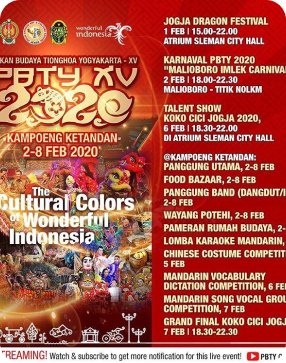 wonderful
indonesia
KAN BUDAYA TIONGHOA YOGYAKARTA - XV
PBTY XV
2020
KAMPOENG KETANDAN-
2-8 FEB 2020
The
Cultural Colors
of Wonderful
Indonesia
JOGJA DRAGON FESTIVAL
1 FEB | 15.00-22.00
ATRIUM SLEMAN CITY HALL
KARNAVAL PBTY 2020
"MALIOBORO IMLEK CARNIVAL
2 FEB | 18.00-22.30
MALIOBORO - TITIK NOLKM
TALENT SHOW
KOKO CICI JOGJA 2020,
6 FEB | 18.30-22.30
DI ATRIUM SLEMAN CITY HALL
@KAMPOENG KETANDAN:
PANGGUNG UTAMA, 2-8 FEB
FOOD BAZAAR, 2-8 FEB
PANGGUNG BAND (DANGDUT/
2-8 FEB
WAYANG POTEHI, 2-8 FEB
PAMERAN RUMAH BUDAYA, 2-
LOMBA KARAOKE MANDARIN,
CHINESE COSTUME COMPETIT
5 FEB
MANDARIN VOCABULARY
DICTATION COMPETITION, 6 FE
MANDARIN SONG VOCAL GROU
COMPETITION, 7 FEB
GRAND FINAL KOKO CICI JOGJ
7 FEB | 18.30-22.30
REAMING! Watch & subscribe to get more notification for this live event! PBTY